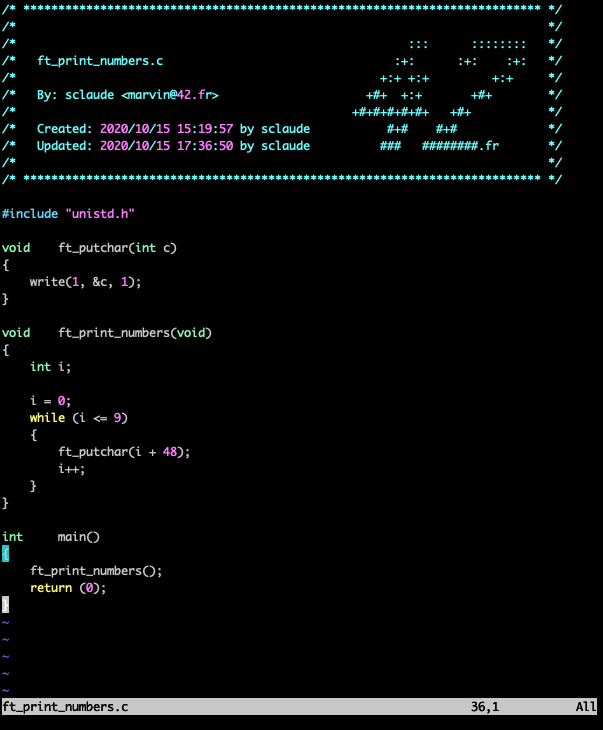 /* ************************************************************************** */
/*                                                                            */
/*                                                        :::      ::::::::   */
/*   ft_print_numbers.c                                 :+:      :+:    :+:   */
/*                                                    +:+ +:+         +:+     */
/*   By: sclaude <marvin@42.fr>                     +#+  +:+       +#+        */
/*                                                +#+#+#+#+#+   +#+           */
/*   Created: 2020/10/15 15:19:57 by sclaude           #+#    #+#             */
/*   Updated: 2020/10/15 17:36:50 by sclaude          ###   ########.fr       */
/*                                                                            */
/* ************************************************************************** */

#include "unistd.h"

void    ft_putchar(int c)
{
    write(1, &c, 1);
}

void    ft_print_numbers(void)
{
    int i;

    i = 0;
    while (i <= 9)
    {
        ft_putchar(i + 48);
        i++;
    }
}

int     main()
{
    ft_print_numbers();
    return (0);
}
~
~
~
~
~
ft_print_numbers.c                                                 36,1           All